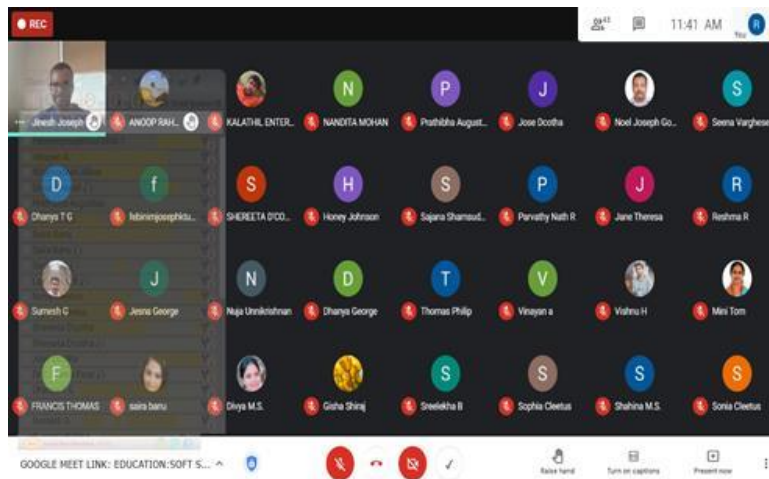 REC
43
11:41 AM
You
R
N
P
J
S
Jinesh Joseph
ANOOP RAH...
KALATHIL ENTER...
NANDITA MOHAN
Prathibha August...
Jose Dcotha
Noel Joseph Go...
Seena Varghese
D
f
S
H
S
P
J
R
Dhanya T G
febinimjosephktu...
SHEREETA D'CO...
Honey Johnson
Sajana Shamsud...
Parvathy Nath R
Jane Theresa
Reshma R
J
N
D
T
V
Sumesh G
Jesna George
Nuja Unnikrishnan
Dhanya George
Thomas Philip
Vinayan a
Vishnu H
Mini Tom
F
S
S
S
S
FRANCIS THOMAS
saira banu
Divya M.S.
Gisha Shiraj
Sreelekha B
Sophia Cleetus
Shahina M.S.
Sonia Cleetus
GOOGLE MEET LINK: EDUCATION:SOFT S...
Raise hand
Turn on captions
Present now